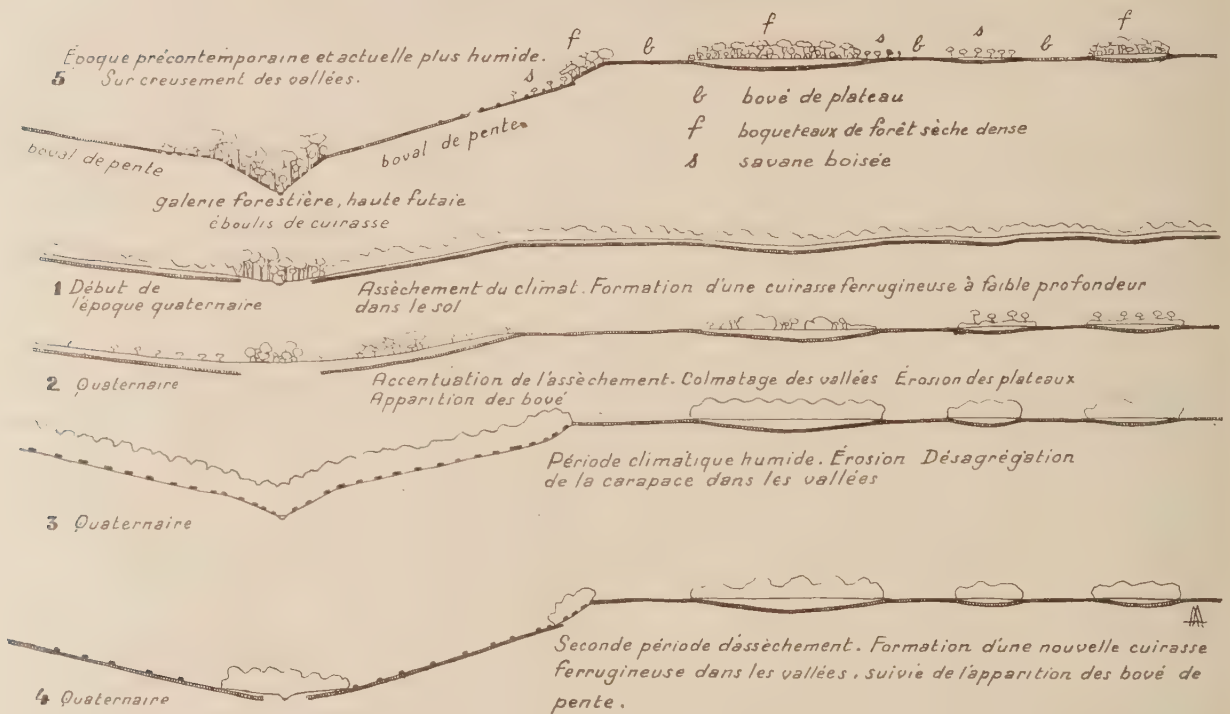 f
b
f
s
b
s
b
f
Époque précontemporaine et actuelle plus humide.
5 Sur creusement des vallées.
s
b bové de plateau
f boqueteaux de forêt sèche dense
s savane boisée
boval de pente
boval de pente
galerie forestière, haute futaie
éboulis de cuirasse
1 Début de
l'époque quaternaire
Assèchement du climat. Formation d'une cuirasse ferrugineuse à faible profondeur
dans le sol
2 Quaternaire
Accentuation de l'assèchement. Colmatage des vallées Érosion des plateaux
Apparition des bové
Période climatique humide. Érosion Désagrégation
de la carapace dans les vallées
3 Quaternaire
Seconde période d'assèchement. Formation d'une nouvelle cuirasse
ferrugineuse dans les vallées, suivie de l'apparition des bové de
pente.
4 Quaternaire